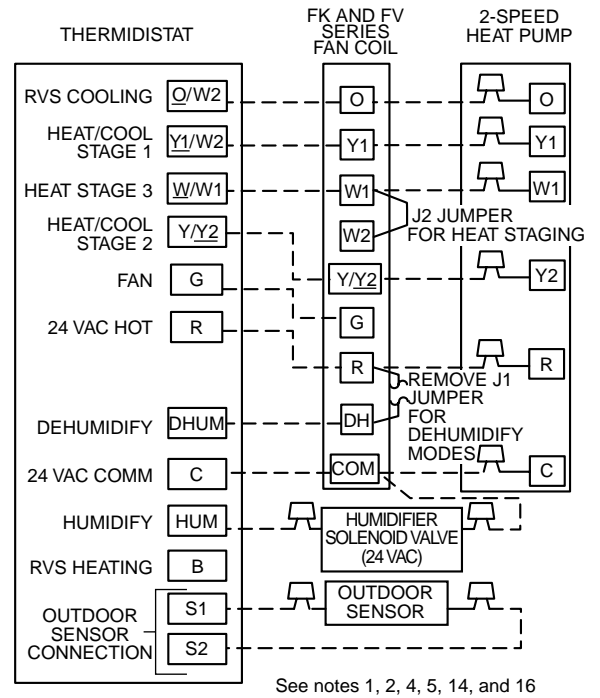 THERMIDISTAT
FK AND FV
SERIES
FAN COIL
2-SPEED
HEAT PUMP
RVS COOLING O/W2 O O
HEAT/COOL
STAGE 1 Y1/W2 Y1 Y1
HEAT STAGE 3 W/W1 W1 W1
J2 JUMPER
FOR HEAT STAGING
HEAT/COOL
STAGE 2 Y/Y2 W2
Y/Y2 Y2
FAN G G
24 VAC HOT R R R
REMOVE J1
JUMPER
FOR
DEHUMIDIFY
MODES
DEHUMIDIFY DHUM DH
24 VAC COMM C COM C
HUMIDIFY HUM
HUMIDIFIER
SOLENOID VALVE
(24 VAC)
RVS HEATING B
OUTDOOR
SENSOR
CONNECTION
S1
S2
OUTDOOR
SENSOR
See notes 1, 2, 4, 5, 14, and 16